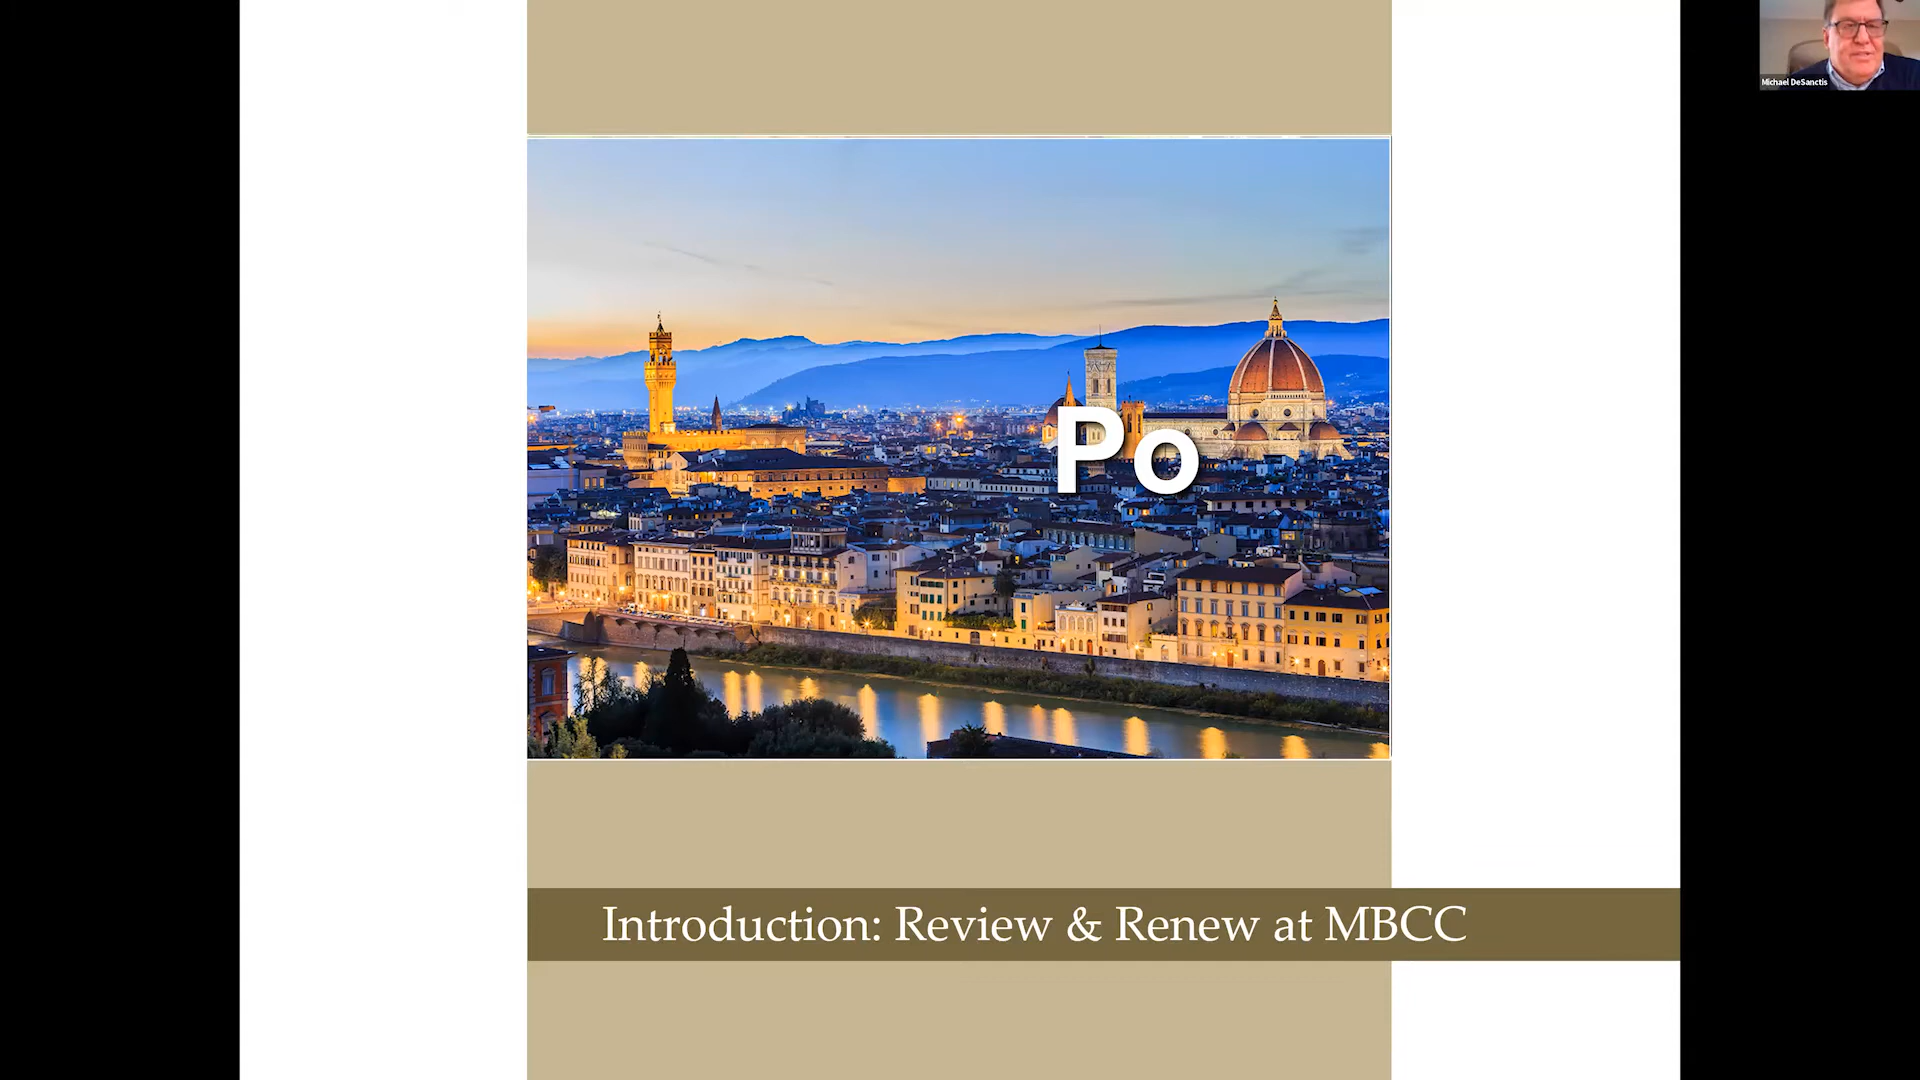 Michael DeSanctis
Po
Introduction: Review & Renew at MBCC